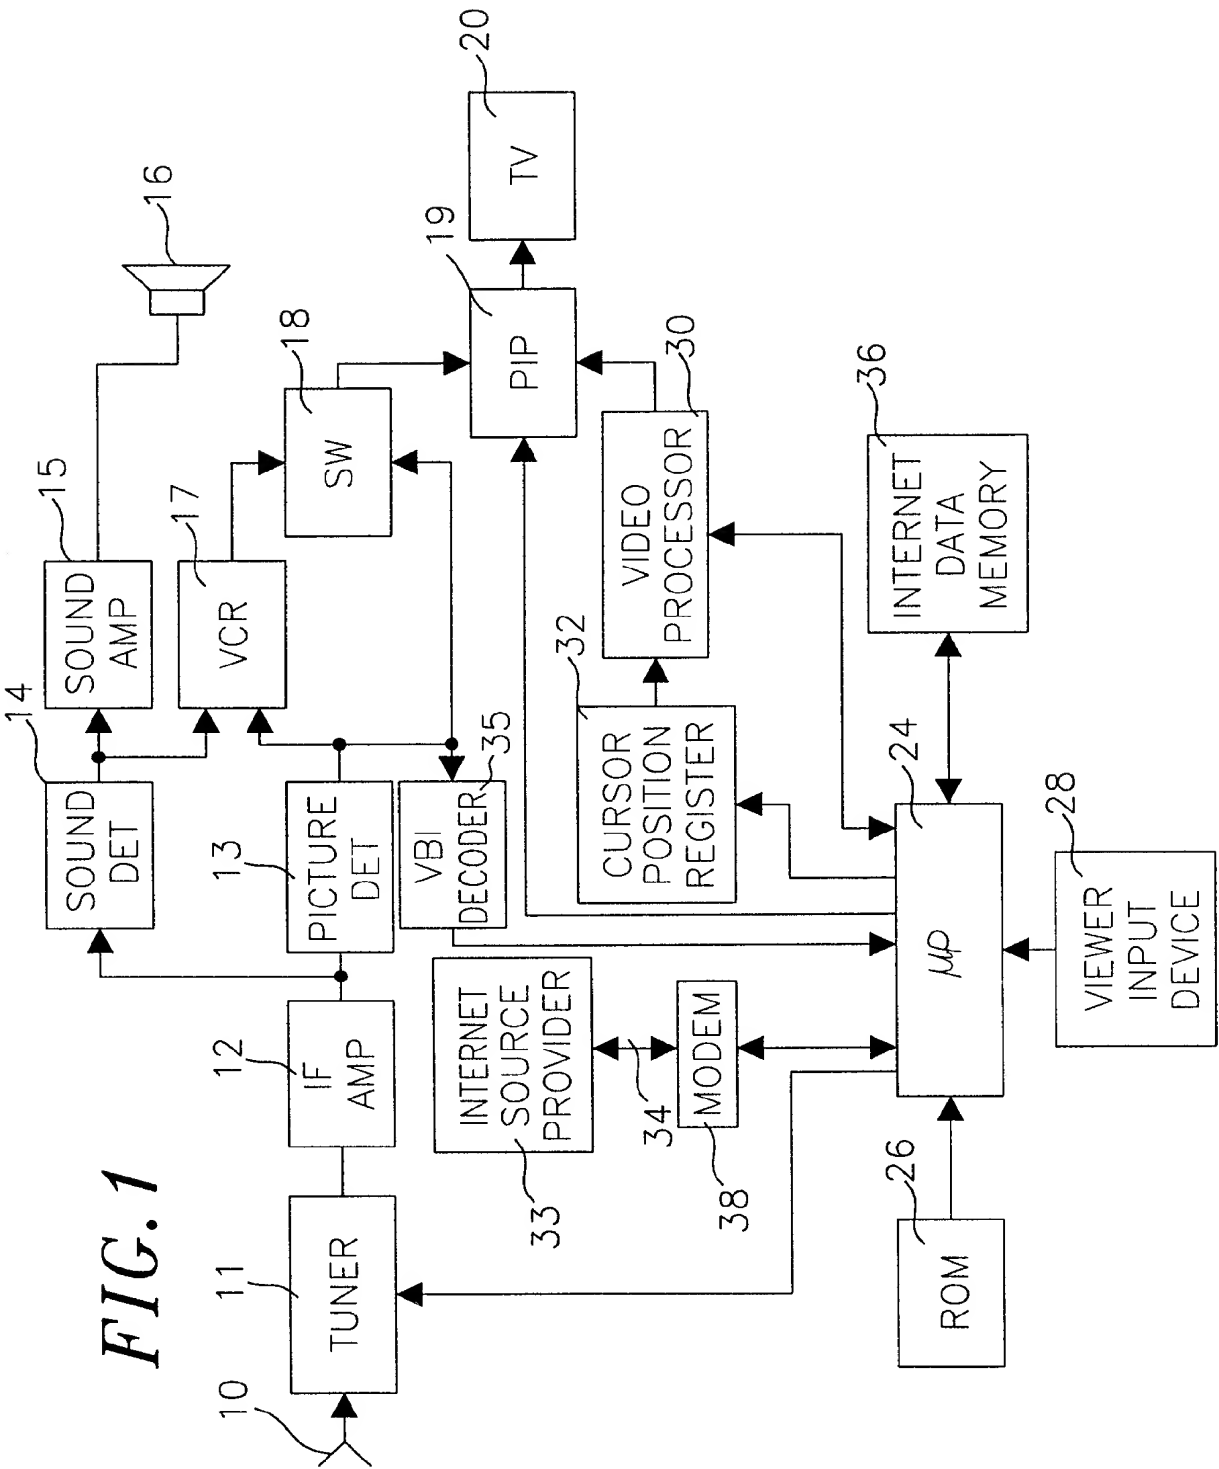 FIG. 1
10
11
TUNER
12
IF
AMP
13
PICTURE
DET
14
SOUND
DET
15
SOUND
AMP
16
17
VCR
18
SW
19
PIP
20
TV
35
VBI
DECODER
33
INTERNET
SOURCE
PROVIDER
34
38
MODEM
32
CURSOR
POSITION
REGISTER
30
VIDEO
PROCESSOR
36
INTERNET
DATA
MEMORY
24
μP
26
ROM
28
VIEWER
INPUT
DEVICE